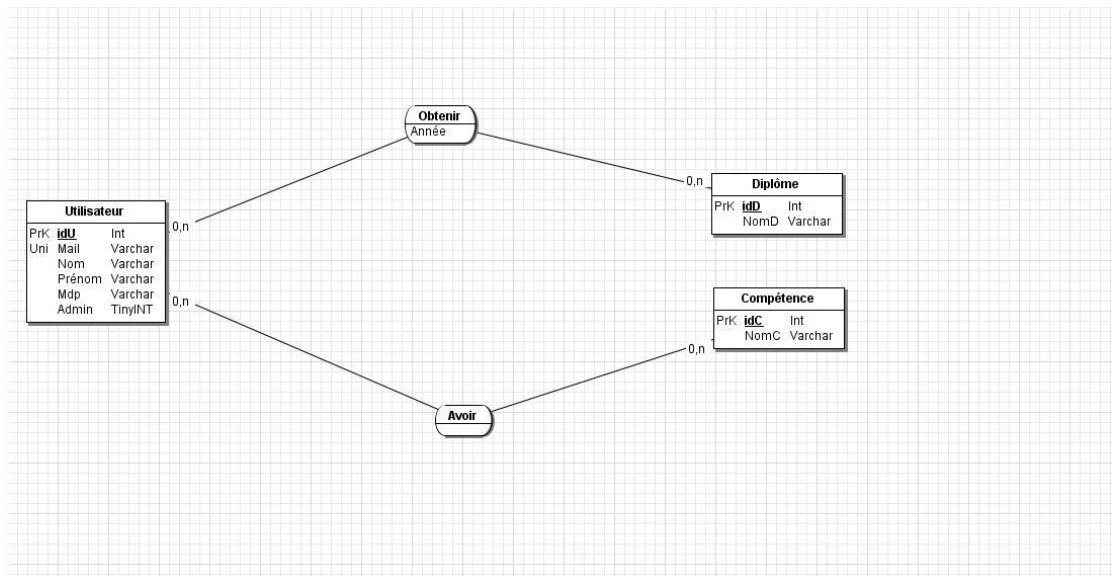 Obtenir
Année
0,n
Diplôme
PrK idD Int
NomD Varchar
Utilisateur
PrK idU Int
Uni Mail Varchar
Nom Varchar
Prénom Varchar
Mdp Varchar
Admin TinyINT
0,n
0,n
Compétence
PrK idC Int
NomC Varchar
0,n
Avoir